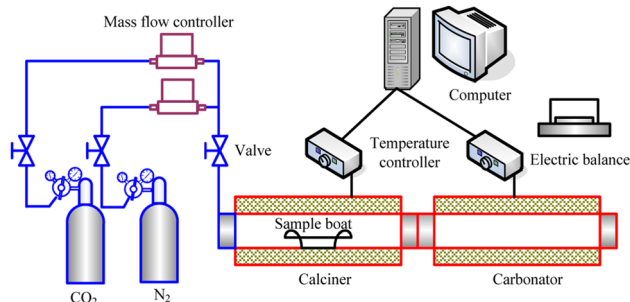 Mass flow controller
Computer
Valve
Temperature
controller
Electric balance
Sample boat
Calciner
Carbonator
CO2
N2